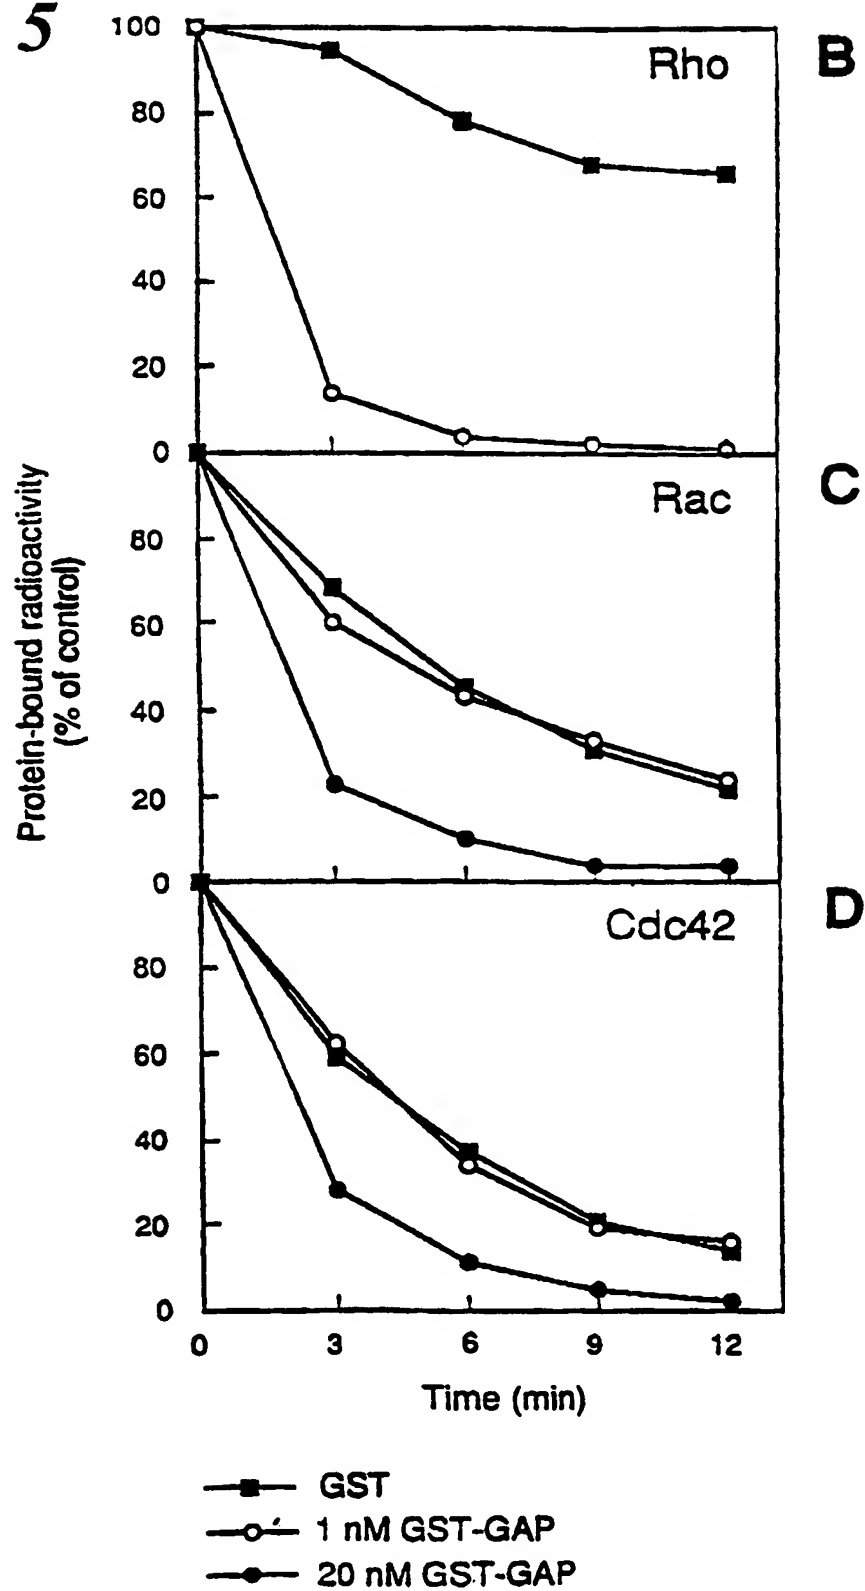 5
B
Rho
100
80
60
40
20
0
C
Rac
80
60
40
20
0
D
Cdc42
80
60
40
20
0
Protein-bound radioactivity
(% of control)
0 3 6 9 12
Time (min)
GST
1 nM GST-GAP
20 nM GST-GAP